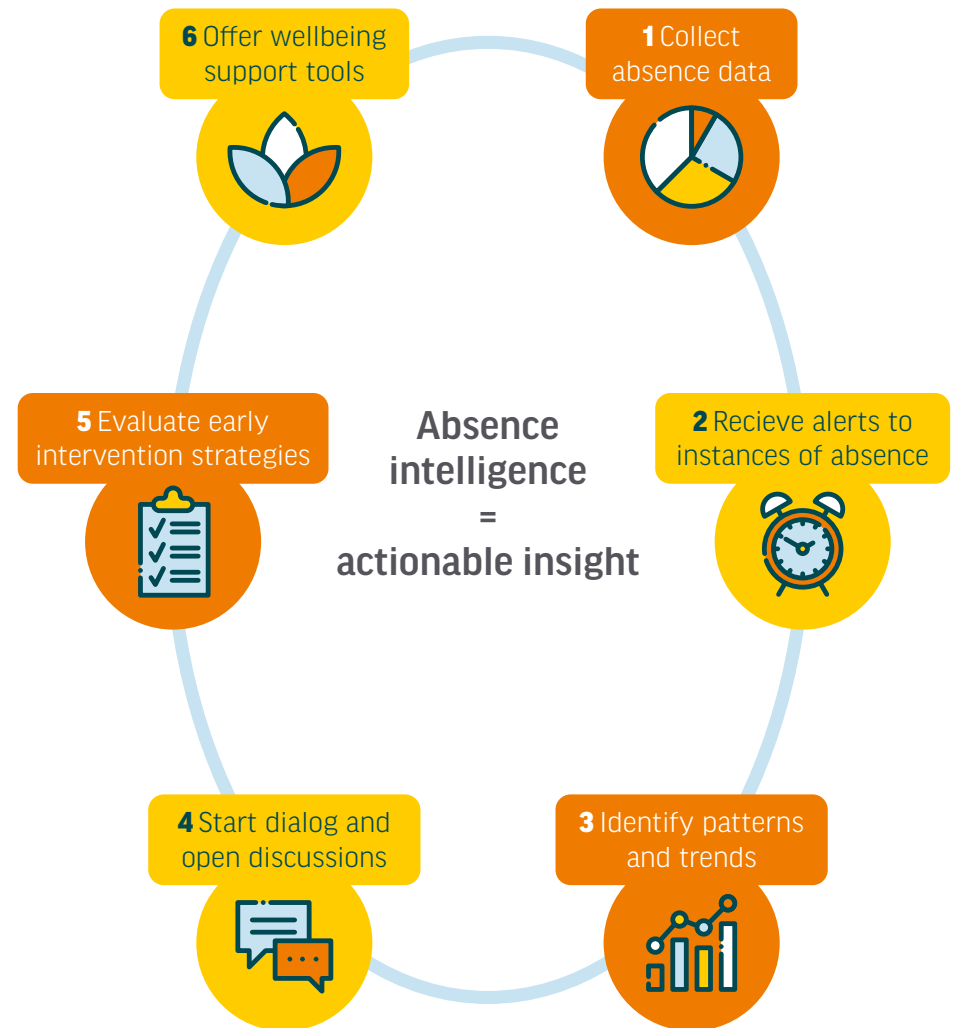 1 Collect
absence data
2 Recieve alerts to
instances of absence
3 Identify patterns
and trends
4 Start dialog and
open discussions
5 Evaluate early
intervention strategies
6 Offer wellbeing
support tools
Absence
intelligence
=
actionable insight